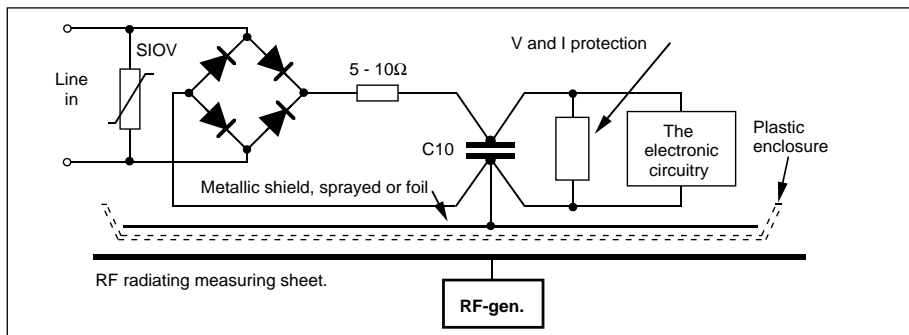 V and I protection
SIOV
5 - 10Ω
Line
in
The
electronic
circuitry
Plastic
enclosure
C10
Metallic shield, sprayed or foil
RF radiating measuring sheet.
RF-gen.